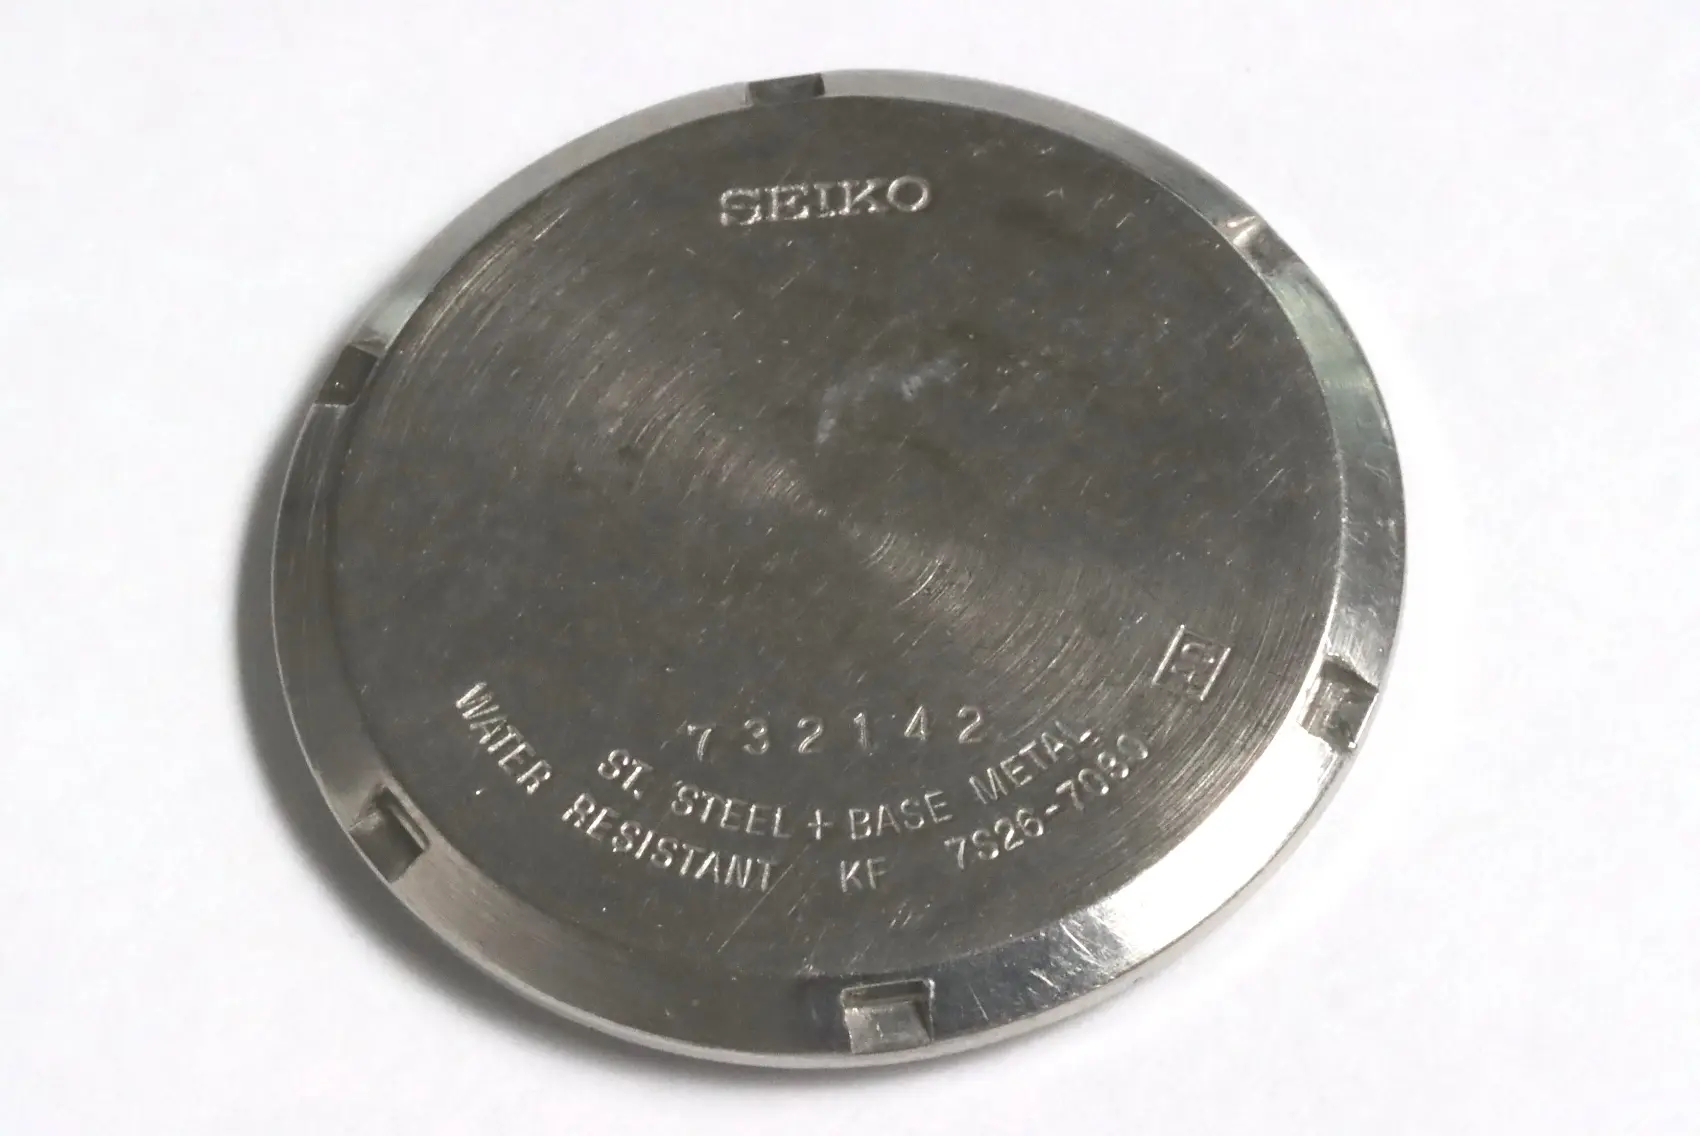 SEIKO
732142
ST. STEEL + BASE METAL
WATER RESISTANT KF 7S26-7080